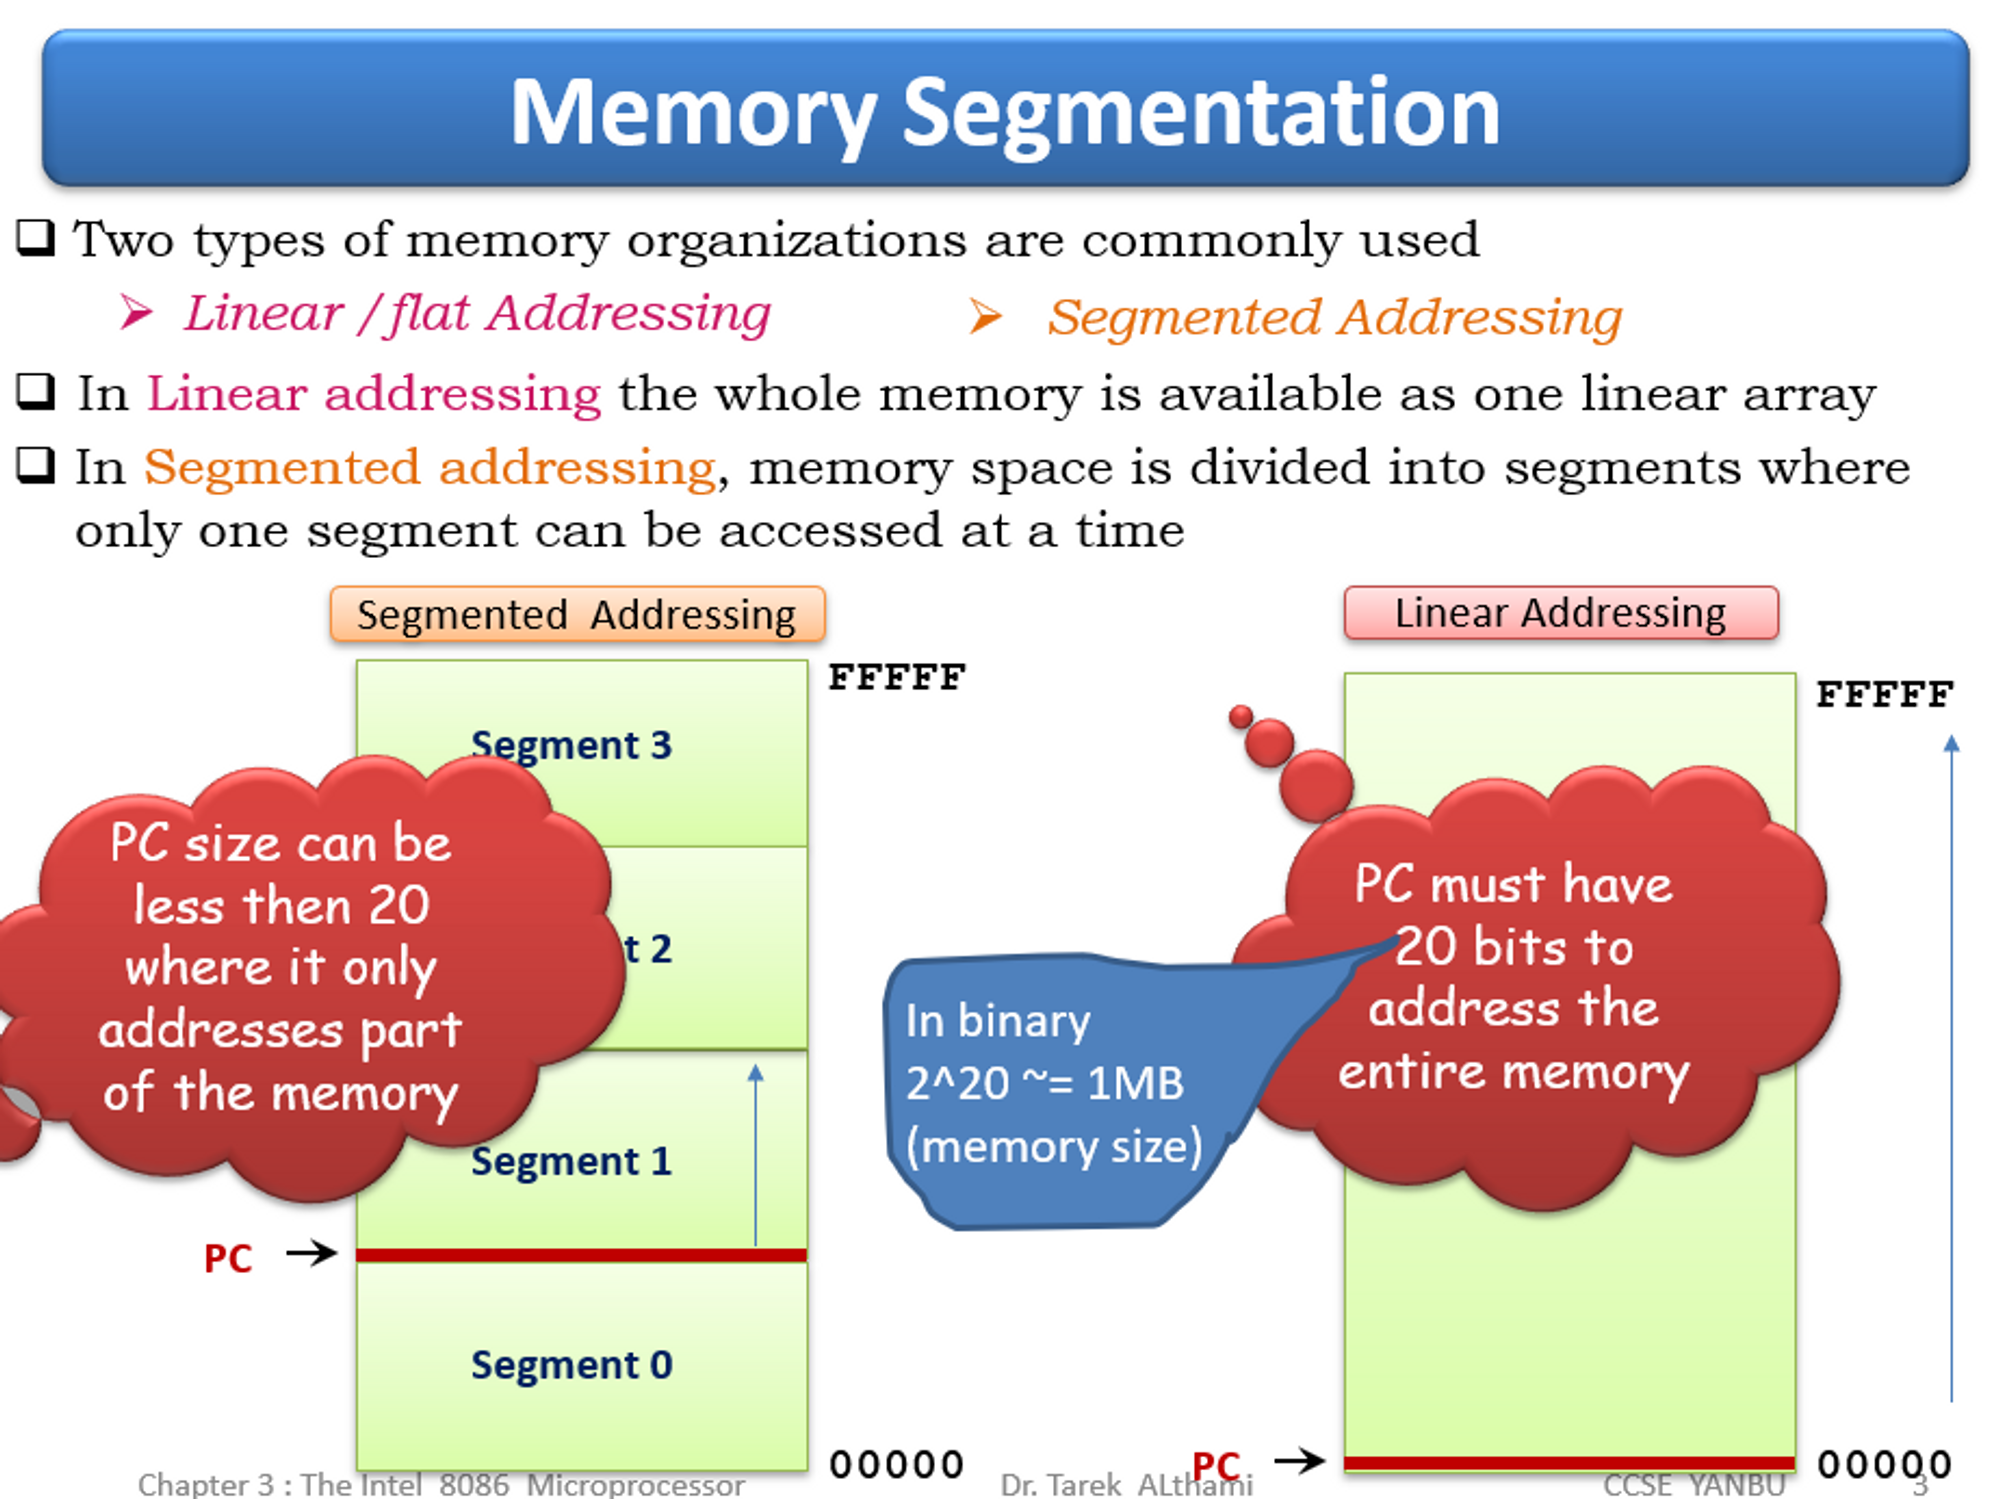 Memory Segmentation
Two types of memory organizations are commonly used
Linear /flat Addressing
Segmented Addressing
In Linear addressing the whole memory is available as one linear array
In Segmented addressing, memory space is divided into segments where
only one segment can be accessed at a time
Segmented Addressing
FFFFF
Segment 3
PC size can be
less then 20
where it only
addresses part
of the memory
t 2
Segment 1
PC
Segment 0
00000
Linear Addressing
FFFFF
PC must have
20 bits to
address the
entire memory
In binary
2^20 ~= 1MB
(memory size)
PC
00000
Chapter 3 : The Intel 8086 Microprocessor
Dr. Tarek ALthami
CCSE YANBU
3